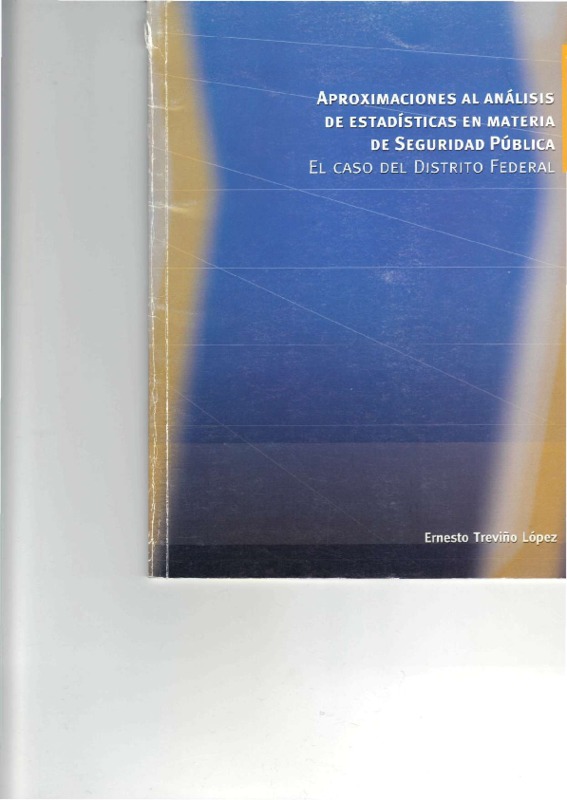 APROXIMACIONES AL ANÁLISIS
DE ESTADÍSTICAS EN MATERIA
DE SEGURIDAD PÚBLICA
EL CASO DEL DISTRITO FEDERAL
Ernesto Treviño López